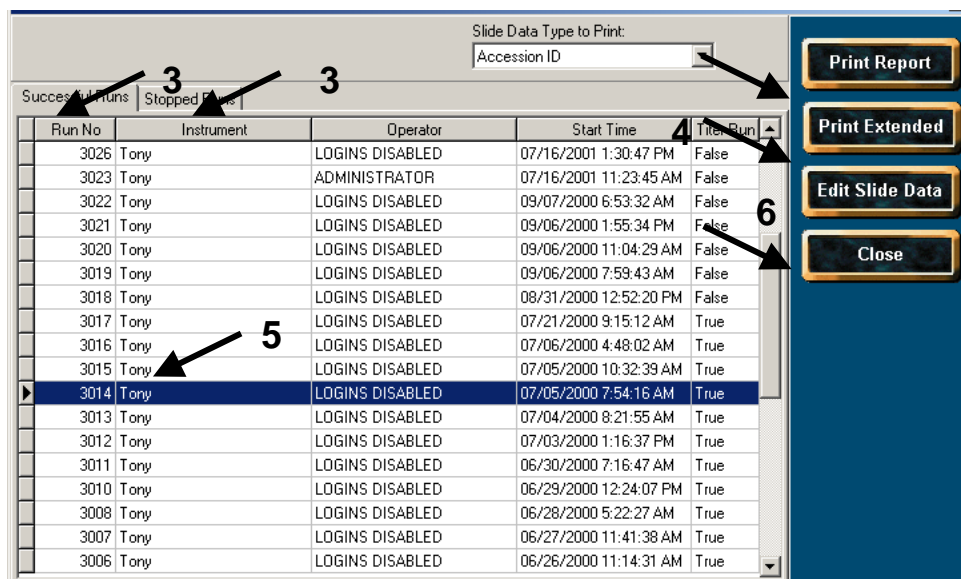 Slide Data Type to Print:
Accession ID
Print Report
3 3
Successful Runs Stopped Runs
Run No Instrument Operator Start Time Titer Run
4
Print Extended
3026 Tony LOGINS DISABLED 07/16/2001 1:30:47 PM False
3023 Tony ADMINISTRATOR 07/16/2001 11:23:45 AM False
Edit Slide Data
3022 Tony LOGINS DISABLED 09/07/2000 6:53:32 AM False
6
3021 Tony LOGINS DISABLED 09/06/2000 1:55:34 PM False
3020 Tony LOGINS DISABLED 09/06/2000 11:04:29 AM False
Close
3019 Tony LOGINS DISABLED 09/06/2000 7:59:43 AM False
3018 Tony LOGINS DISABLED 08/31/2000 12:52:20 PM False
3017 Tony LOGINS DISABLED 07/21/2000 9:15:12 AM True
5
3016 Tony LOGINS DISABLED 07/06/2000 4:48:02 AM True
3015 Tony LOGINS DISABLED 07/05/2000 10:32:39 AM True
3014 Tony LOGINS DISABLED 07/05/2000 7:54:16 AM True
3013 Tony LOGINS DISABLED 07/04/2000 8:21:55 AM True
3012 Tony LOGINS DISABLED 07/03/2000 1:16:37 PM True
3011 Tony LOGINS DISABLED 06/30/2000 7:16:47 AM True
3010 Tony LOGINS DISABLED 06/29/2000 12:24:07 PM True
3008 Tony LOGINS DISABLED 06/28/2000 5:22:27 AM True
3007 Tony LOGINS DISABLED 06/27/2000 11:41:38 AM True
3006 Tony LOGINS DISABLED 06/26/2000 11:14:31 AM True